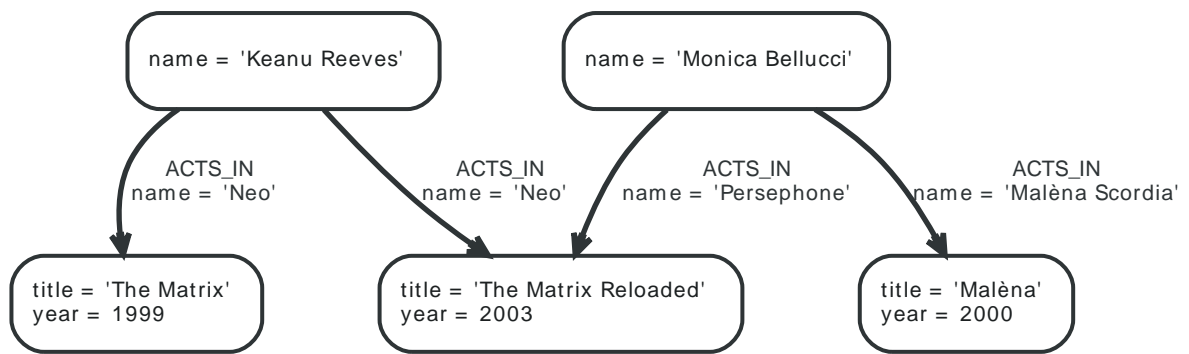 name = 'Keanu Reeves'
name = 'Monica Bellucci'
ACTS_IN
name = 'Neo'
ACTS_IN
name = 'Neo'
ACTS_IN
name = 'Persephone'
ACTS_IN
name = 'Malèna Scordia'
title = 'The Matrix'
year = 1999
title = 'The Matrix Reloaded'
year = 2003
title = 'Malèna'
year = 2000